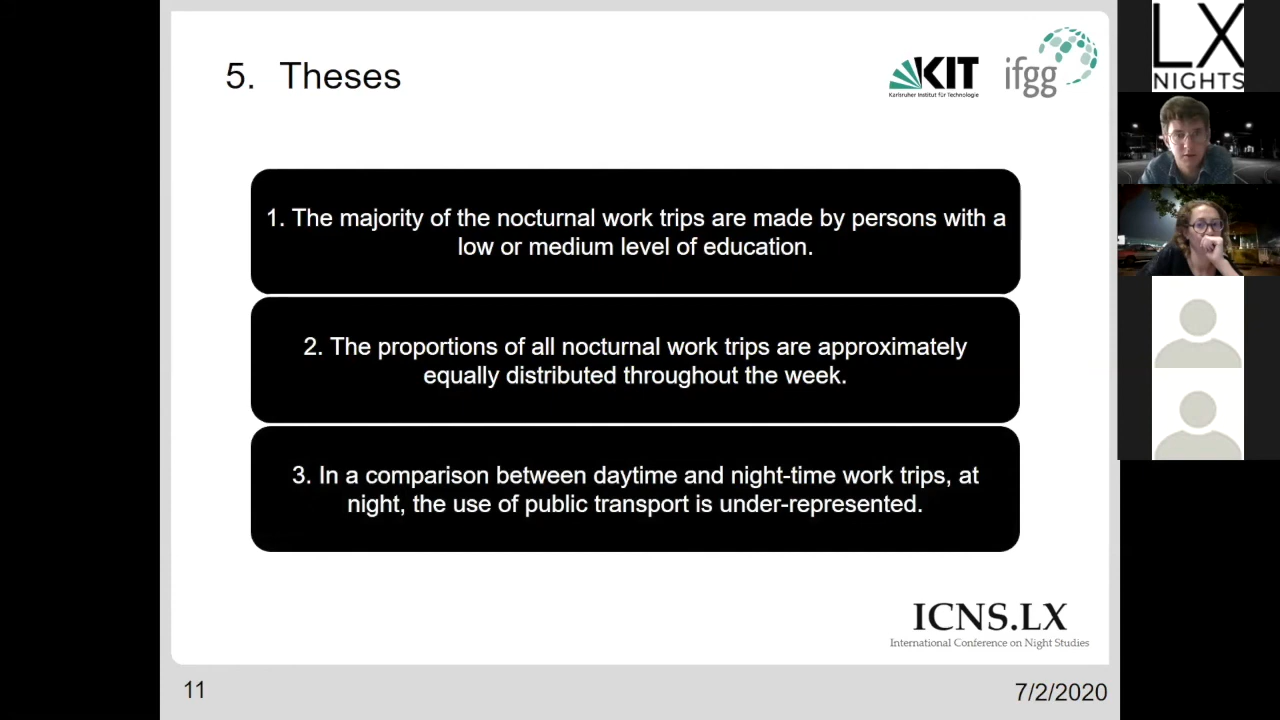 5. Theses
KIT
Karlsruher Institut für Technologie
ifgg
LX
NIGHTS
1. The majority of the nocturnal work trips are made by persons with a
low or medium level of education.
2. The proportions of all nocturnal work trips are approximately
equally distributed throughout the week.
3. In a comparison between daytime and night-time work trips, at
night, the use of public transport is under-represented.
ICNS.LX
International Conference on Night Studies
11
7/2/2020